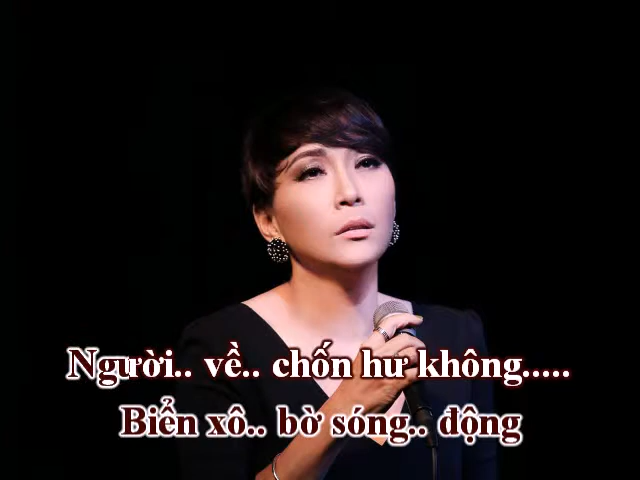 Người.. về.. chốn hư không.....
Biển xô.. bờ sóng.. động